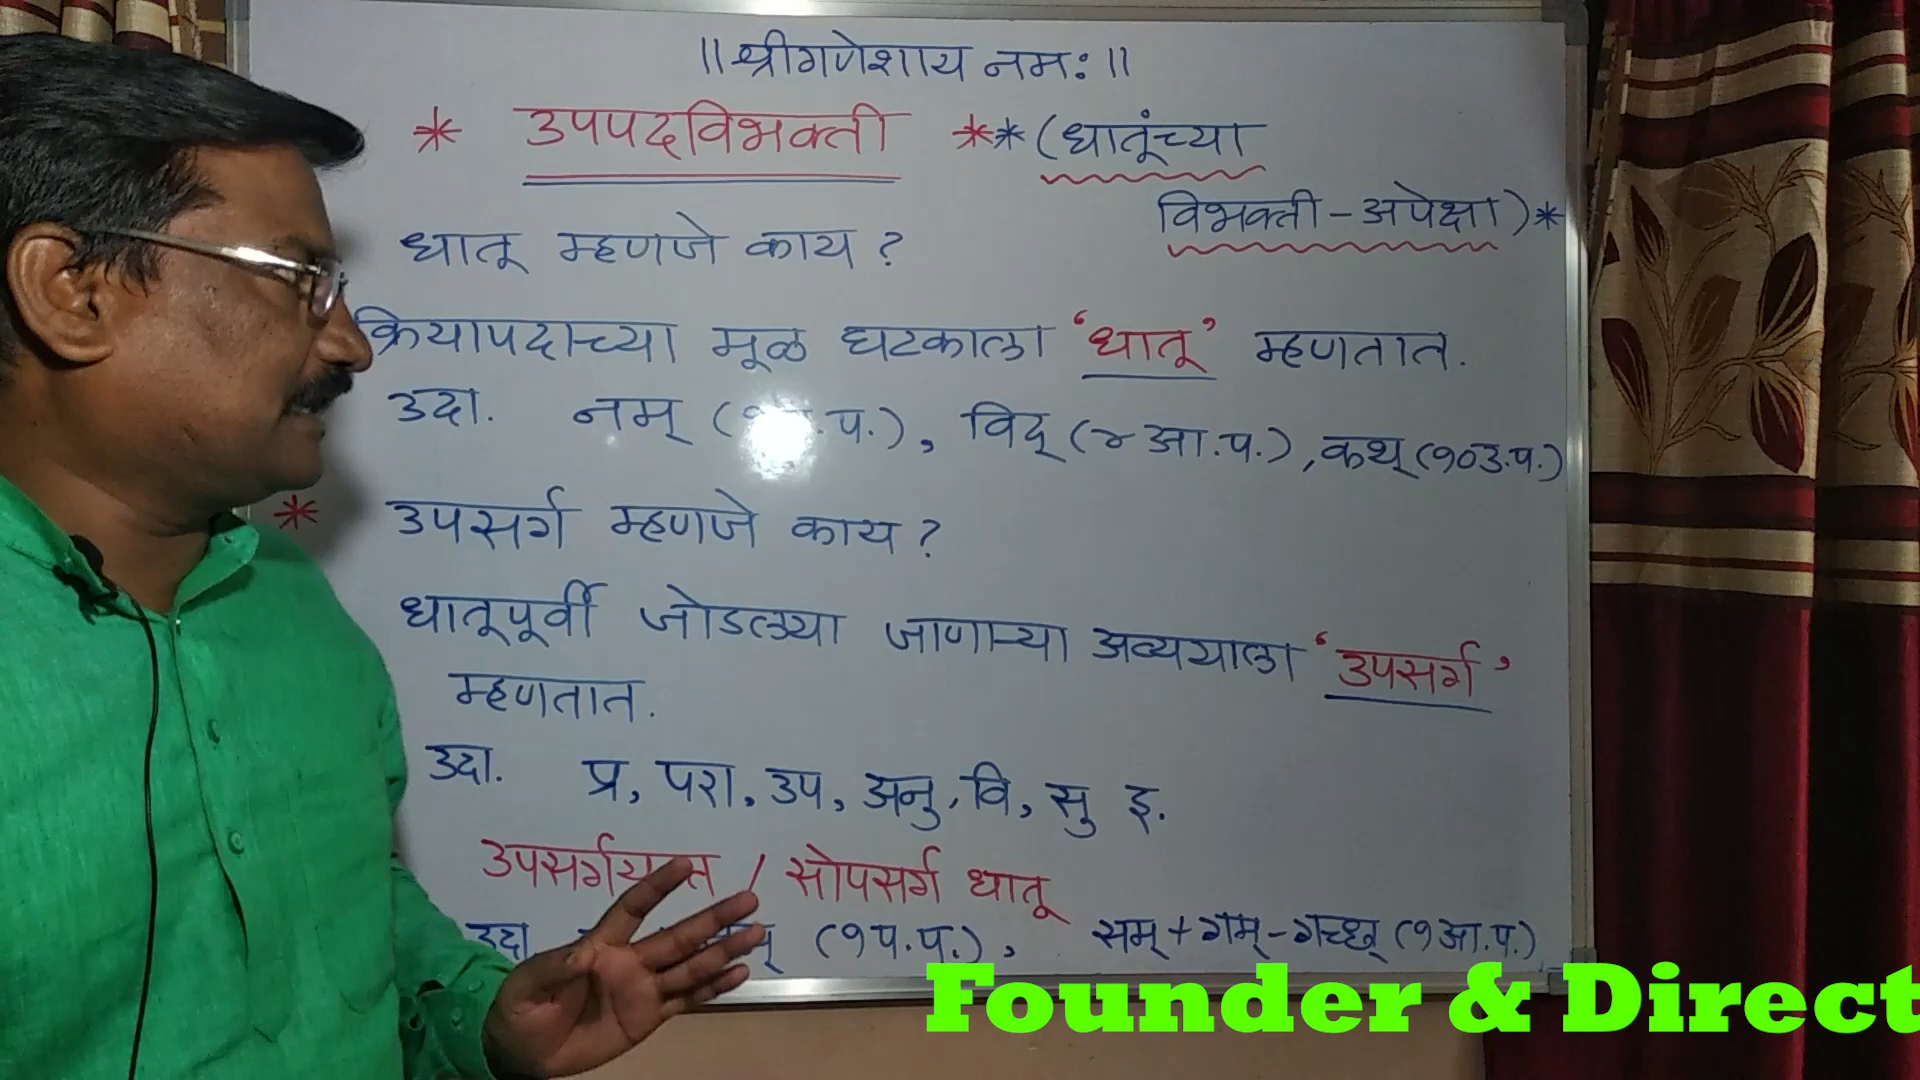 ॥ श्रीगणेशाय नमः ॥
* उपपदविभक्ती ** (धातूंच्या
विभक्ती - अपेक्षा) *
धातू म्हणजे काय ?
क्रियापदाच्या मूळ घटकाला 'धातू' म्हणतात.
उदा. नम् ( .प.), विद् (४ आ.प.), कथ् (१० उ.प.)
* उपसर्ग म्हणजे काय ?
धातूपूर्वी जोडल्या जाणाऱ्या अव्ययाला 'उपसर्ग'
म्हणतात.
उदा. प्र, परा, उप, अनु, वि, सु इ.
उपसर्गयुक्त / सोपसर्ग धातू
उदा (१ प.प.), सम् + गम् - गच्छ् (१ आ.प.)
Founder & Direct